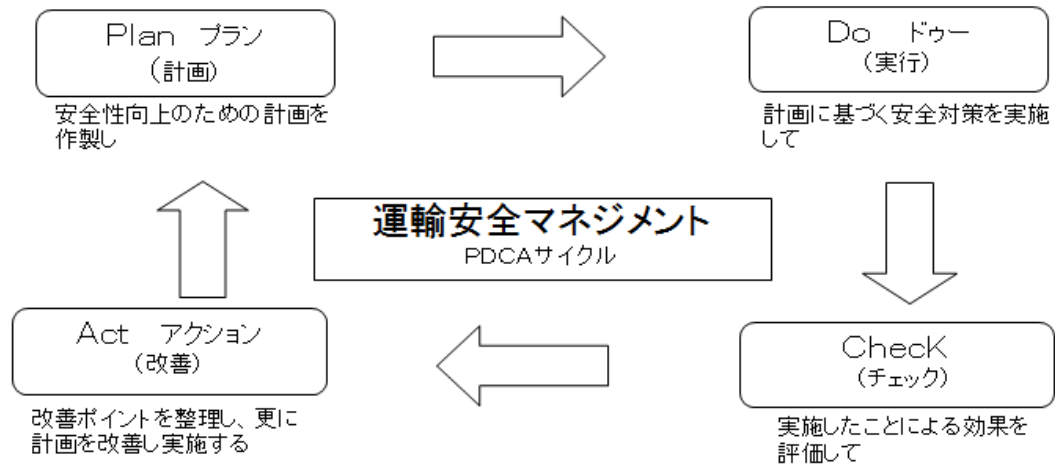 Plan プラン
(計画)
安全性向上のための計画を
作製し
Do ドゥー
(実行)
計画に基づく安全対策を実施
して
運輸安全マネジメント
PDCAサイクル
ChecK
(チェック)
実施したことによる効果を
評価して
Act アクション
(改善)
改善ポイントを整理し、更に
計画を改善し実施する